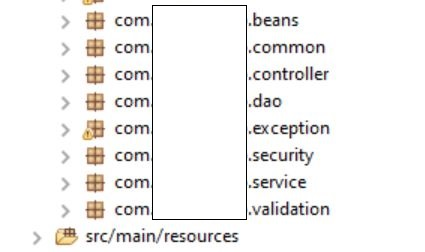 com. .beans
com. .common
com. .controller
com. .dao
com. .exception
com. .security
com. .service
com. .validation
src/main/resources